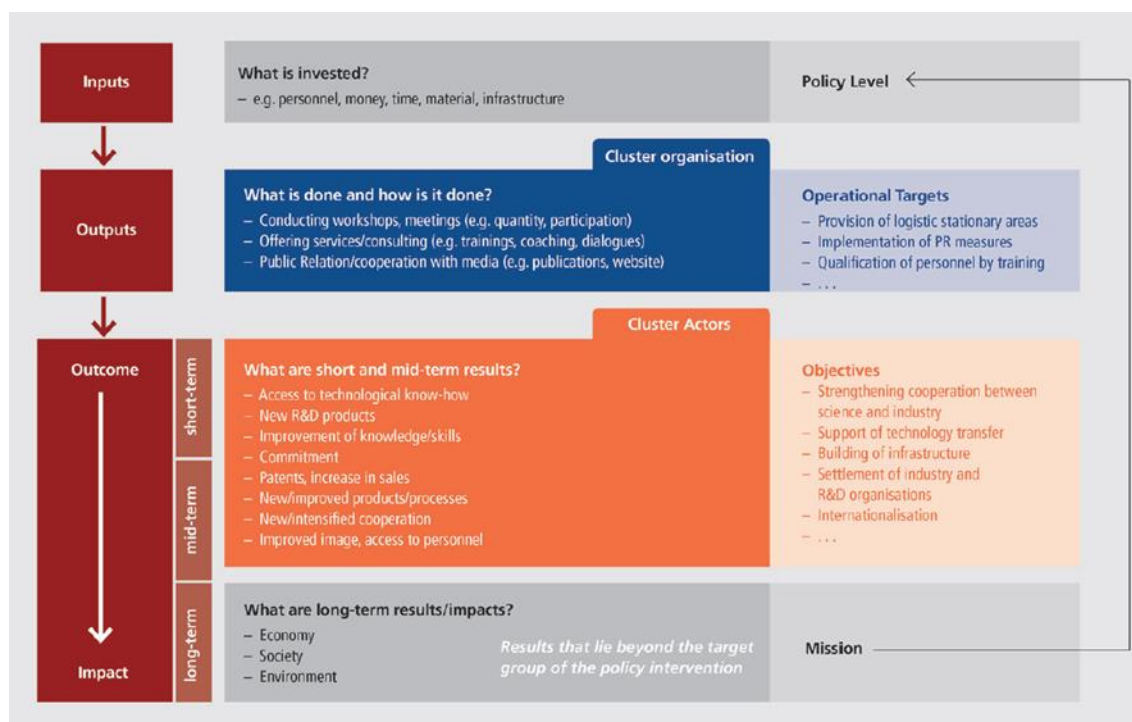 Inputs
What is invested?
– e.g. personnel, money, time, material, infrastructure
Policy Level
Cluster organisation
Outputs
What is done and how is it done?
– Conducting workshops, meetings (e.g. quantity, participation)
– Offering services/consulting (e.g. trainings, coaching, dialogues)
– Public Relation/cooperation with media (e.g. publications, website)
Operational Targets
– Provision of logistic stationary areas
– Implementation of PR measures
– Qualification of personnel by training
– . . .
Cluster Actors
Outcome
short-term
mid-term
What are short and mid-term results?
– Access to technological know-how
– New R&D products
– Improvement of knowledge/skills
– Commitment
– Patents, increase in sales
– New/improved products/processes
– New/intensified cooperation
– Improved image, access to personnel
Objectives
– Strengthening cooperation between
science and industry
– Support of technology transfer
– Building of infrastructure
– Settlement of industry and
R&D organisations
– Internationalisation
– . . .
Impact
long-term
What are long-term results/impacts?
– Economy
– Society
– Environment
Results that lie beyond the target
group of the policy intervention
Mission